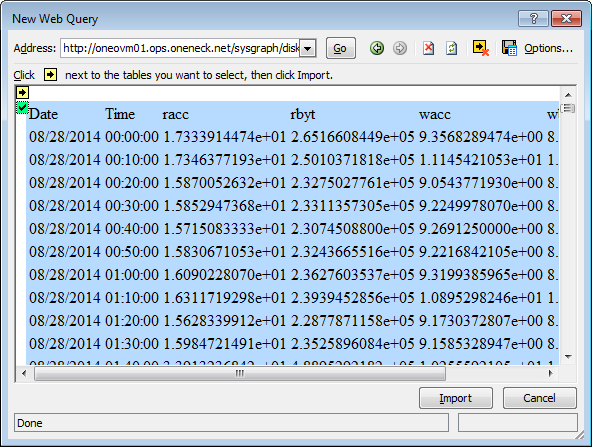 New Web Query
Address: http://oneovm01.ops.oneneck.net/sysgraph/disk Go Options...
Click next to the tables you want to select, then click Import.
Date Time racc rbyt wacc
08/28/2014 00:00:00 1.7333914474e+01 2.6516608449e+05 9.3568289474e+00 8.
08/28/2014 00:10:00 1.7346377193e+01 2.5010371818e+05 1.1145421053e+01 1.
08/28/2014 00:20:00 1.5870052632e+01 2.3275027761e+05 9.0543771930e+00 8.
08/28/2014 00:30:00 1.5852947368e+01 2.3311357305e+05 9.2249978070e+00 8.
08/28/2014 00:40:00 1.5715083333e+01 2.3074508800e+05 9.2691250000e+00 8.
08/28/2014 00:50:00 1.5830671053e+01 2.3243665516e+05 9.2216842105e+00 8.
08/28/2014 01:00:00 1.6090228070e+01 2.3627603537e+05 9.3199385965e+00 8.
08/28/2014 01:10:00 1.6311719298e+01 2.3939452856e+05 1.0895298246e+01 1.
08/28/2014 01:20:00 1.5628339912e+01 2.2877871158e+05 9.1730372807e+00 8.
08/28/2014 01:30:00 1.5984721491e+01 2.3525896084e+05 9.1585328947e+00 8.
08/28/2014 01:40:00
Import Cancel
Done